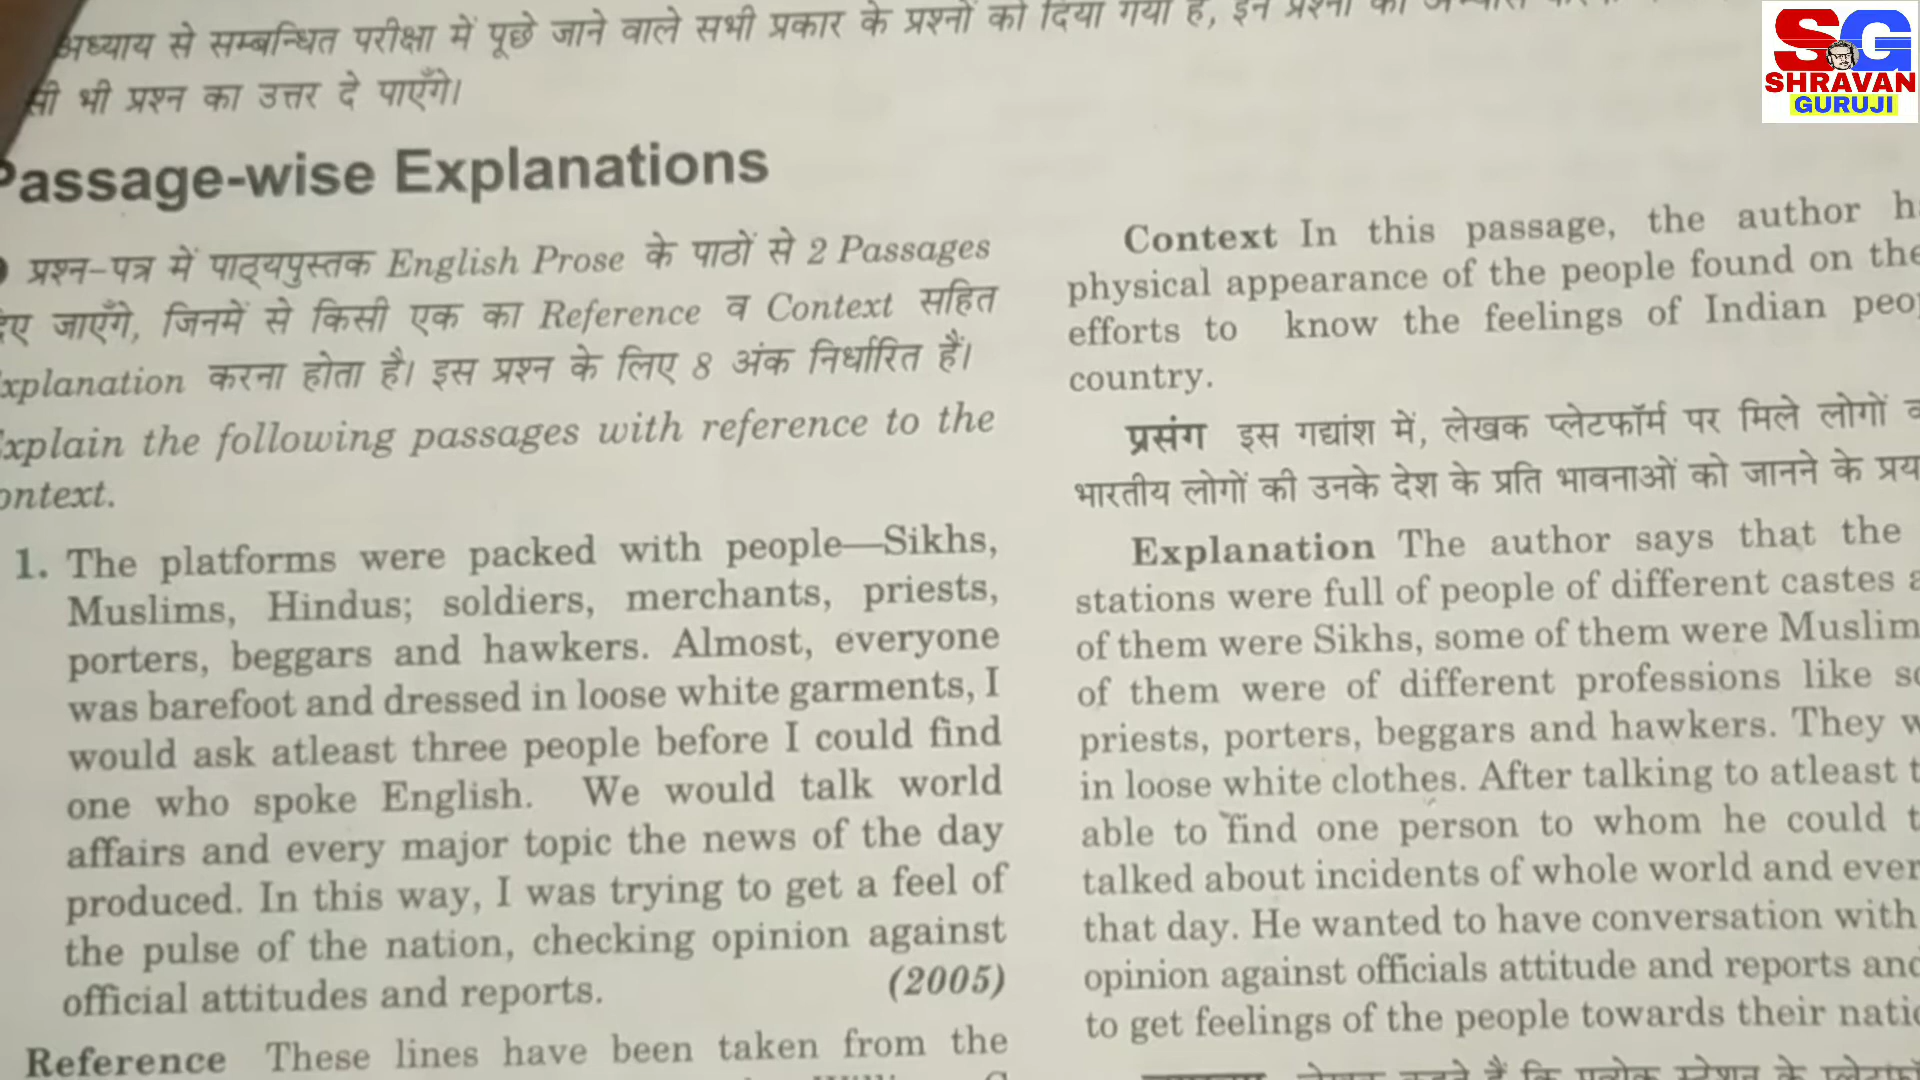 अध्याय से सम्बन्धित परीक्षा में पूछे जाने वाले सभी प्रकार के प्रश्नों को दिया गया है, इन प्रश्नों का
भी प्रश्न का उत्तर दे पाएँगे।
SG
SHRAVAN
GURUJI
Passage-wise Explanations
प्रश्न-पत्र में पाठ्यपुस्तक English Prose के पाठों से 2 Passages
जाएँगे, जिनमें से किसी एक का Reference व Context सहित
xplanation करना होता है। इस प्रश्न के लिए 8 अंक निर्धारित हैं।
xplain the following passages with reference to the
ontext.
1. The platforms were packed with people—Sikhs,
Muslims, Hindus; soldiers, merchants, priests,
porters, beggars and hawkers. Almost, everyone
was barefoot and dressed in loose white garments, I
would ask atleast three people before I could find
one who spoke English. We would talk world
affairs and every major topic the news of the day
produced. In this way, I was trying to get a feel of
the pulse of the nation, checking opinion against
official attitudes and reports. (2005)
Reference These lines have been taken from the
Context In this passage, the author
physical appearance of the people found on the
efforts to know the feelings of Indian
country.
प्रसंग इस गद्यांश में, लेखक प्लेटफॉर्म पर मिले लोगों
भारतीय लोगों की उनके देश के प्रति भावनाओं को जानने के
Explanation The author says that the
stations were full of people of different castes
of them were Sikhs, some of them were Muslim
of them were of different professions like
priests, porters, beggars and hawkers. They
in loose white clothes. After talking to atleast
able to find one person to whom he could
talked about incidents of whole world and ever
that day. He wanted to have conversation with
opinion against officials attitude and reports and
to get feelings of the people towards their